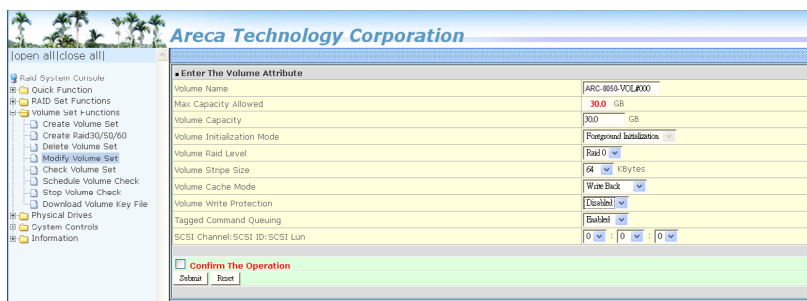 Areca Technology Corporation
|open all|close all|
Raid System Console
Quick Function
RAID Set Functions
Volume Set Functions
Create Volume Set
Create Raid30/50/60
Delete Volume Set
Modify Volume Set
Check Volume Set
Schedule Volume Check
Stop Volume Check
Download Volume Key File
Physical Drives
System Controls
Information
Enter The Volume Attribute
Volume Name ARC-8050-VOL#000
Max Capacity Allowed 30.0 GB
Volume Capacity 30.0 GB
Volume Initialization Mode Foreground Initialization
Volume Raid Level Raid 0
Volume Stripe Size 64 KBytes
Volume Cache Mode Write Back
Volume Write Protection Disabled
Tagged Command Queuing Enabled
SCSI Channel:SCSI ID:SCSI Lun 0 : 0 : 0
Confirm The Operation
Submit Reset